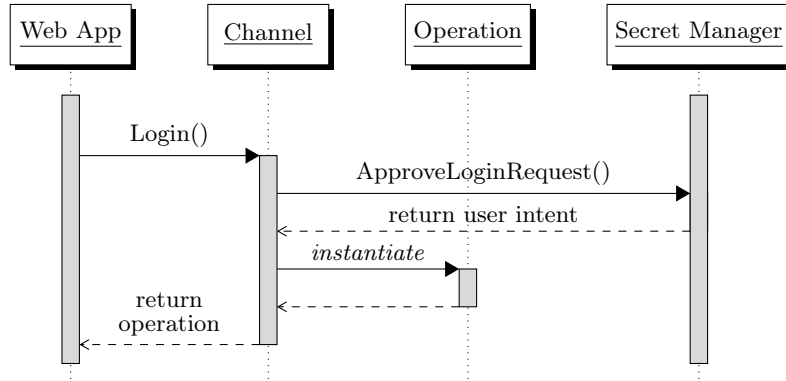 Web App
Channel
Operation
Secret Manager
Login()
ApproveLoginRequest()
return user intent
instantiate
return
operation